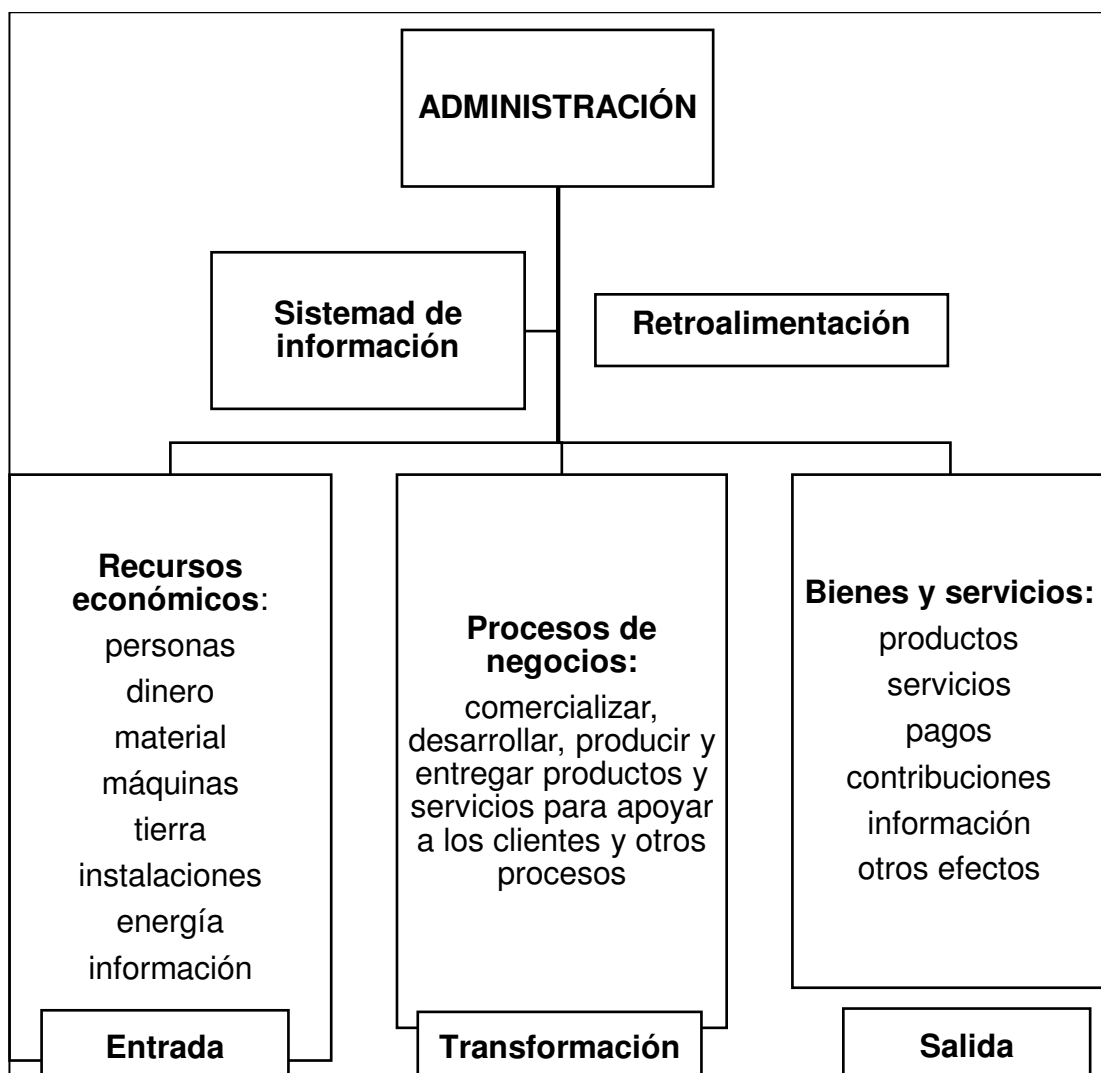 ADMINISTRACIÓN
Sistemad de
información
Retroalimentación
Recursos
económicos:
personas
dinero
material
máquinas
tierra
instalaciones
energía
información
Entrada
Procesos de
negocios:
comercializar,
desarrollar, producir y
entregar productos y
servicios para apoyar
a los clientes y otros
procesos
Transformación
Bienes y servicios:
productos
servicios
pagos
contribuciones
información
otros efectos
Salida